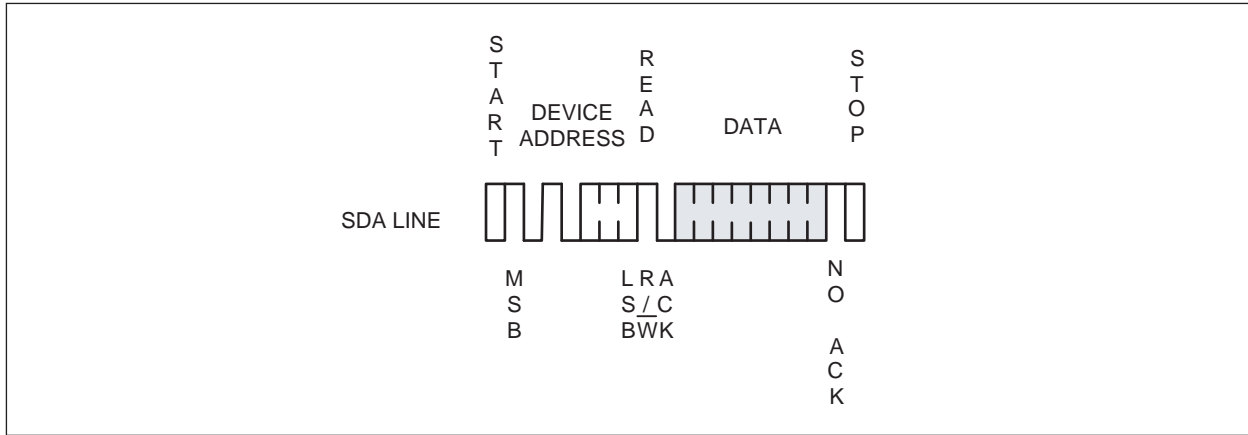 START
DEVICE
ADDRESS
READ
DATA
STOP
SDA LINE
MSB
LSB
R/W
ACK
NO ACK